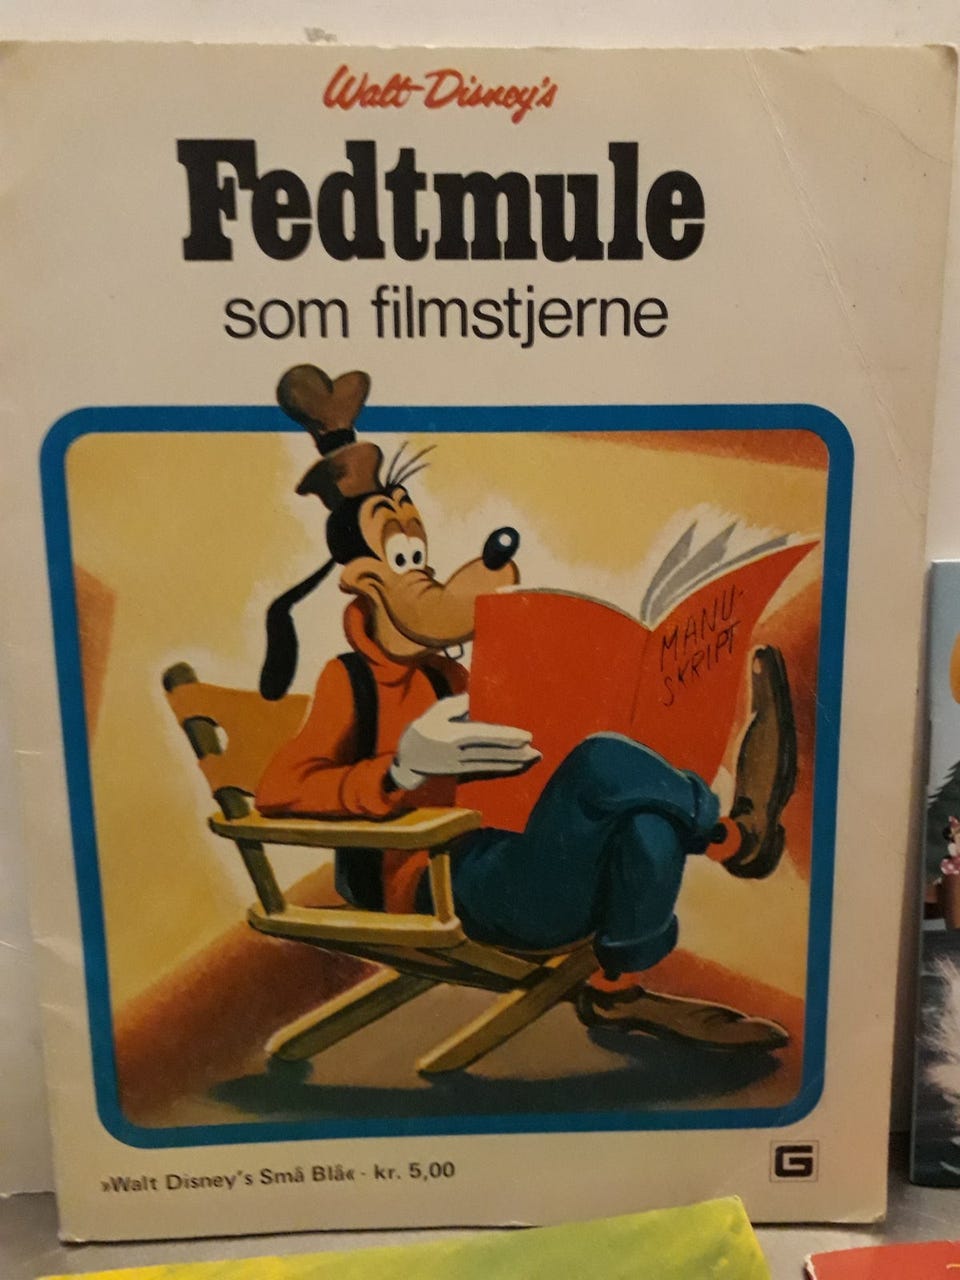 Walt Disney's
Fedtmule
som filmstjerne
MANU-
SKRIPT
»Walt Disney's Små Blå« - kr. 5,00
G